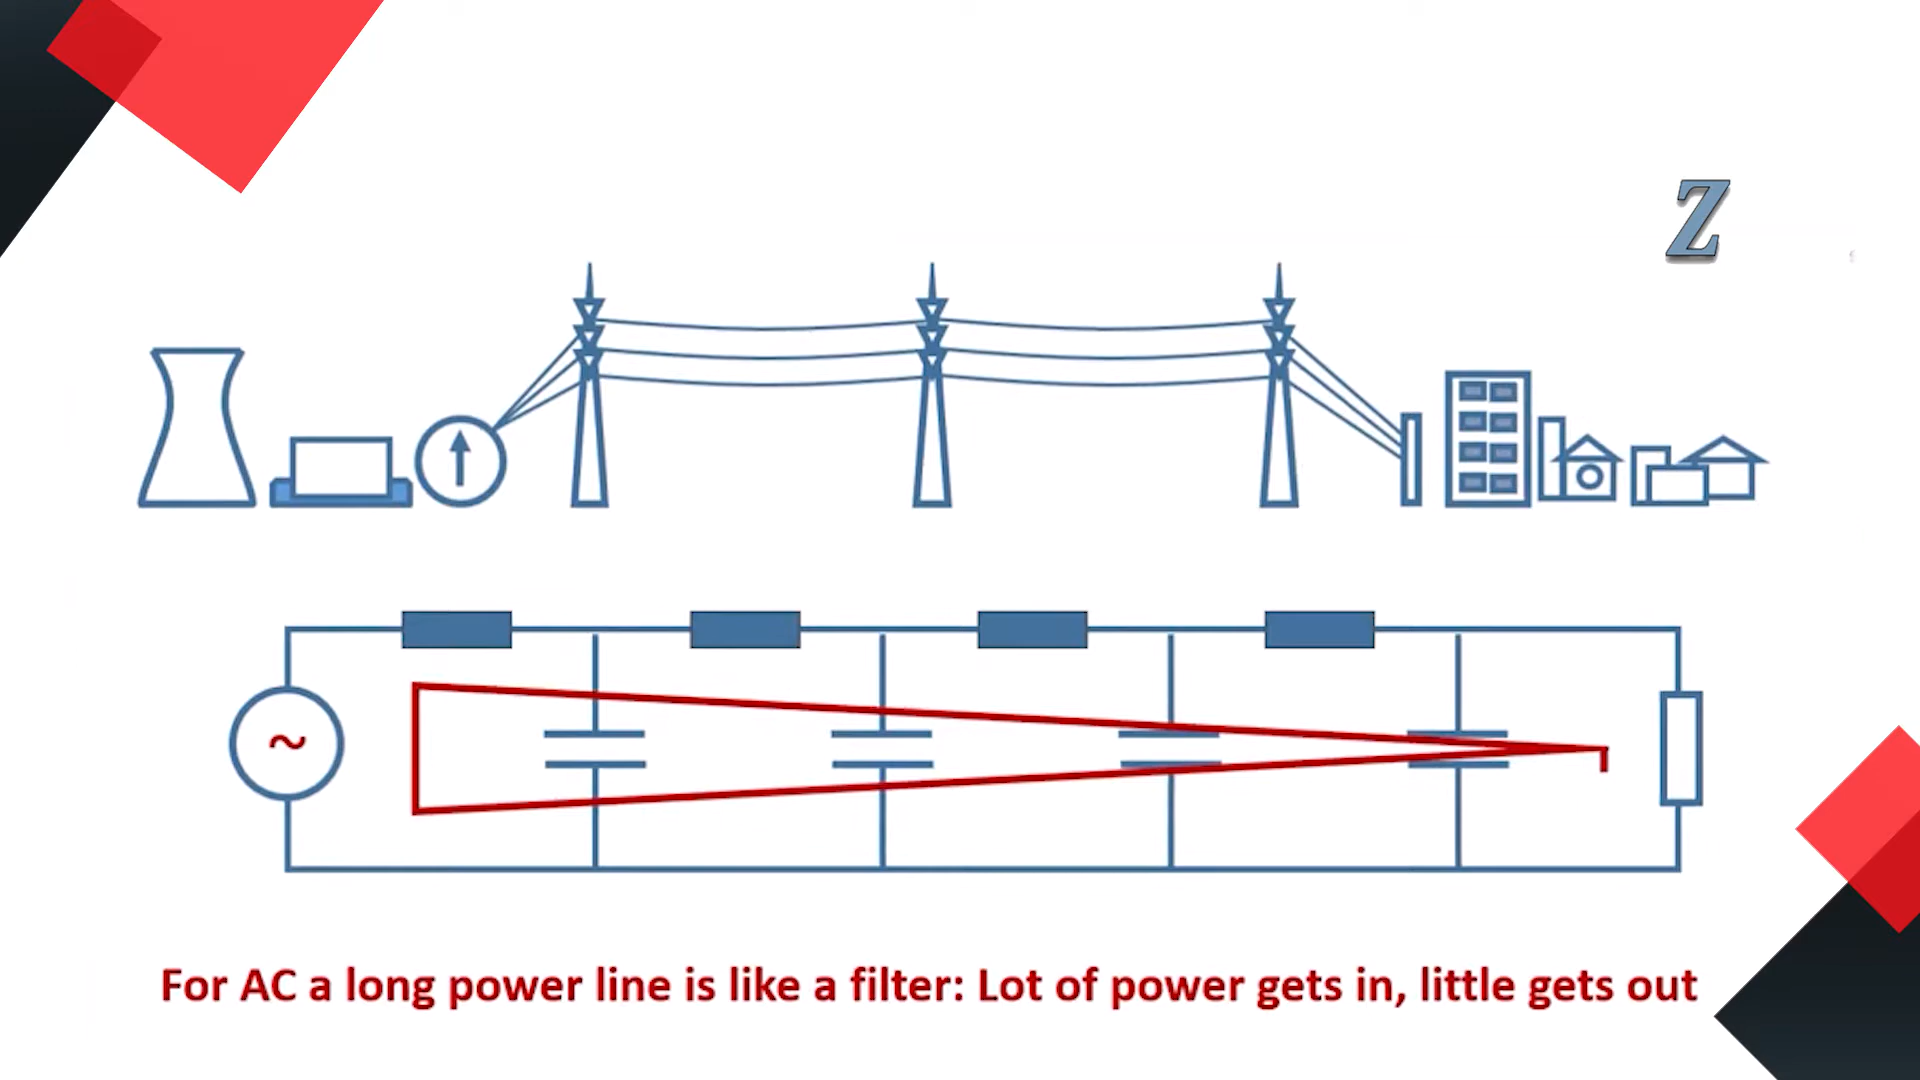 Z
~
For AC a long power line is like a filter: Lot of power gets in, little gets out